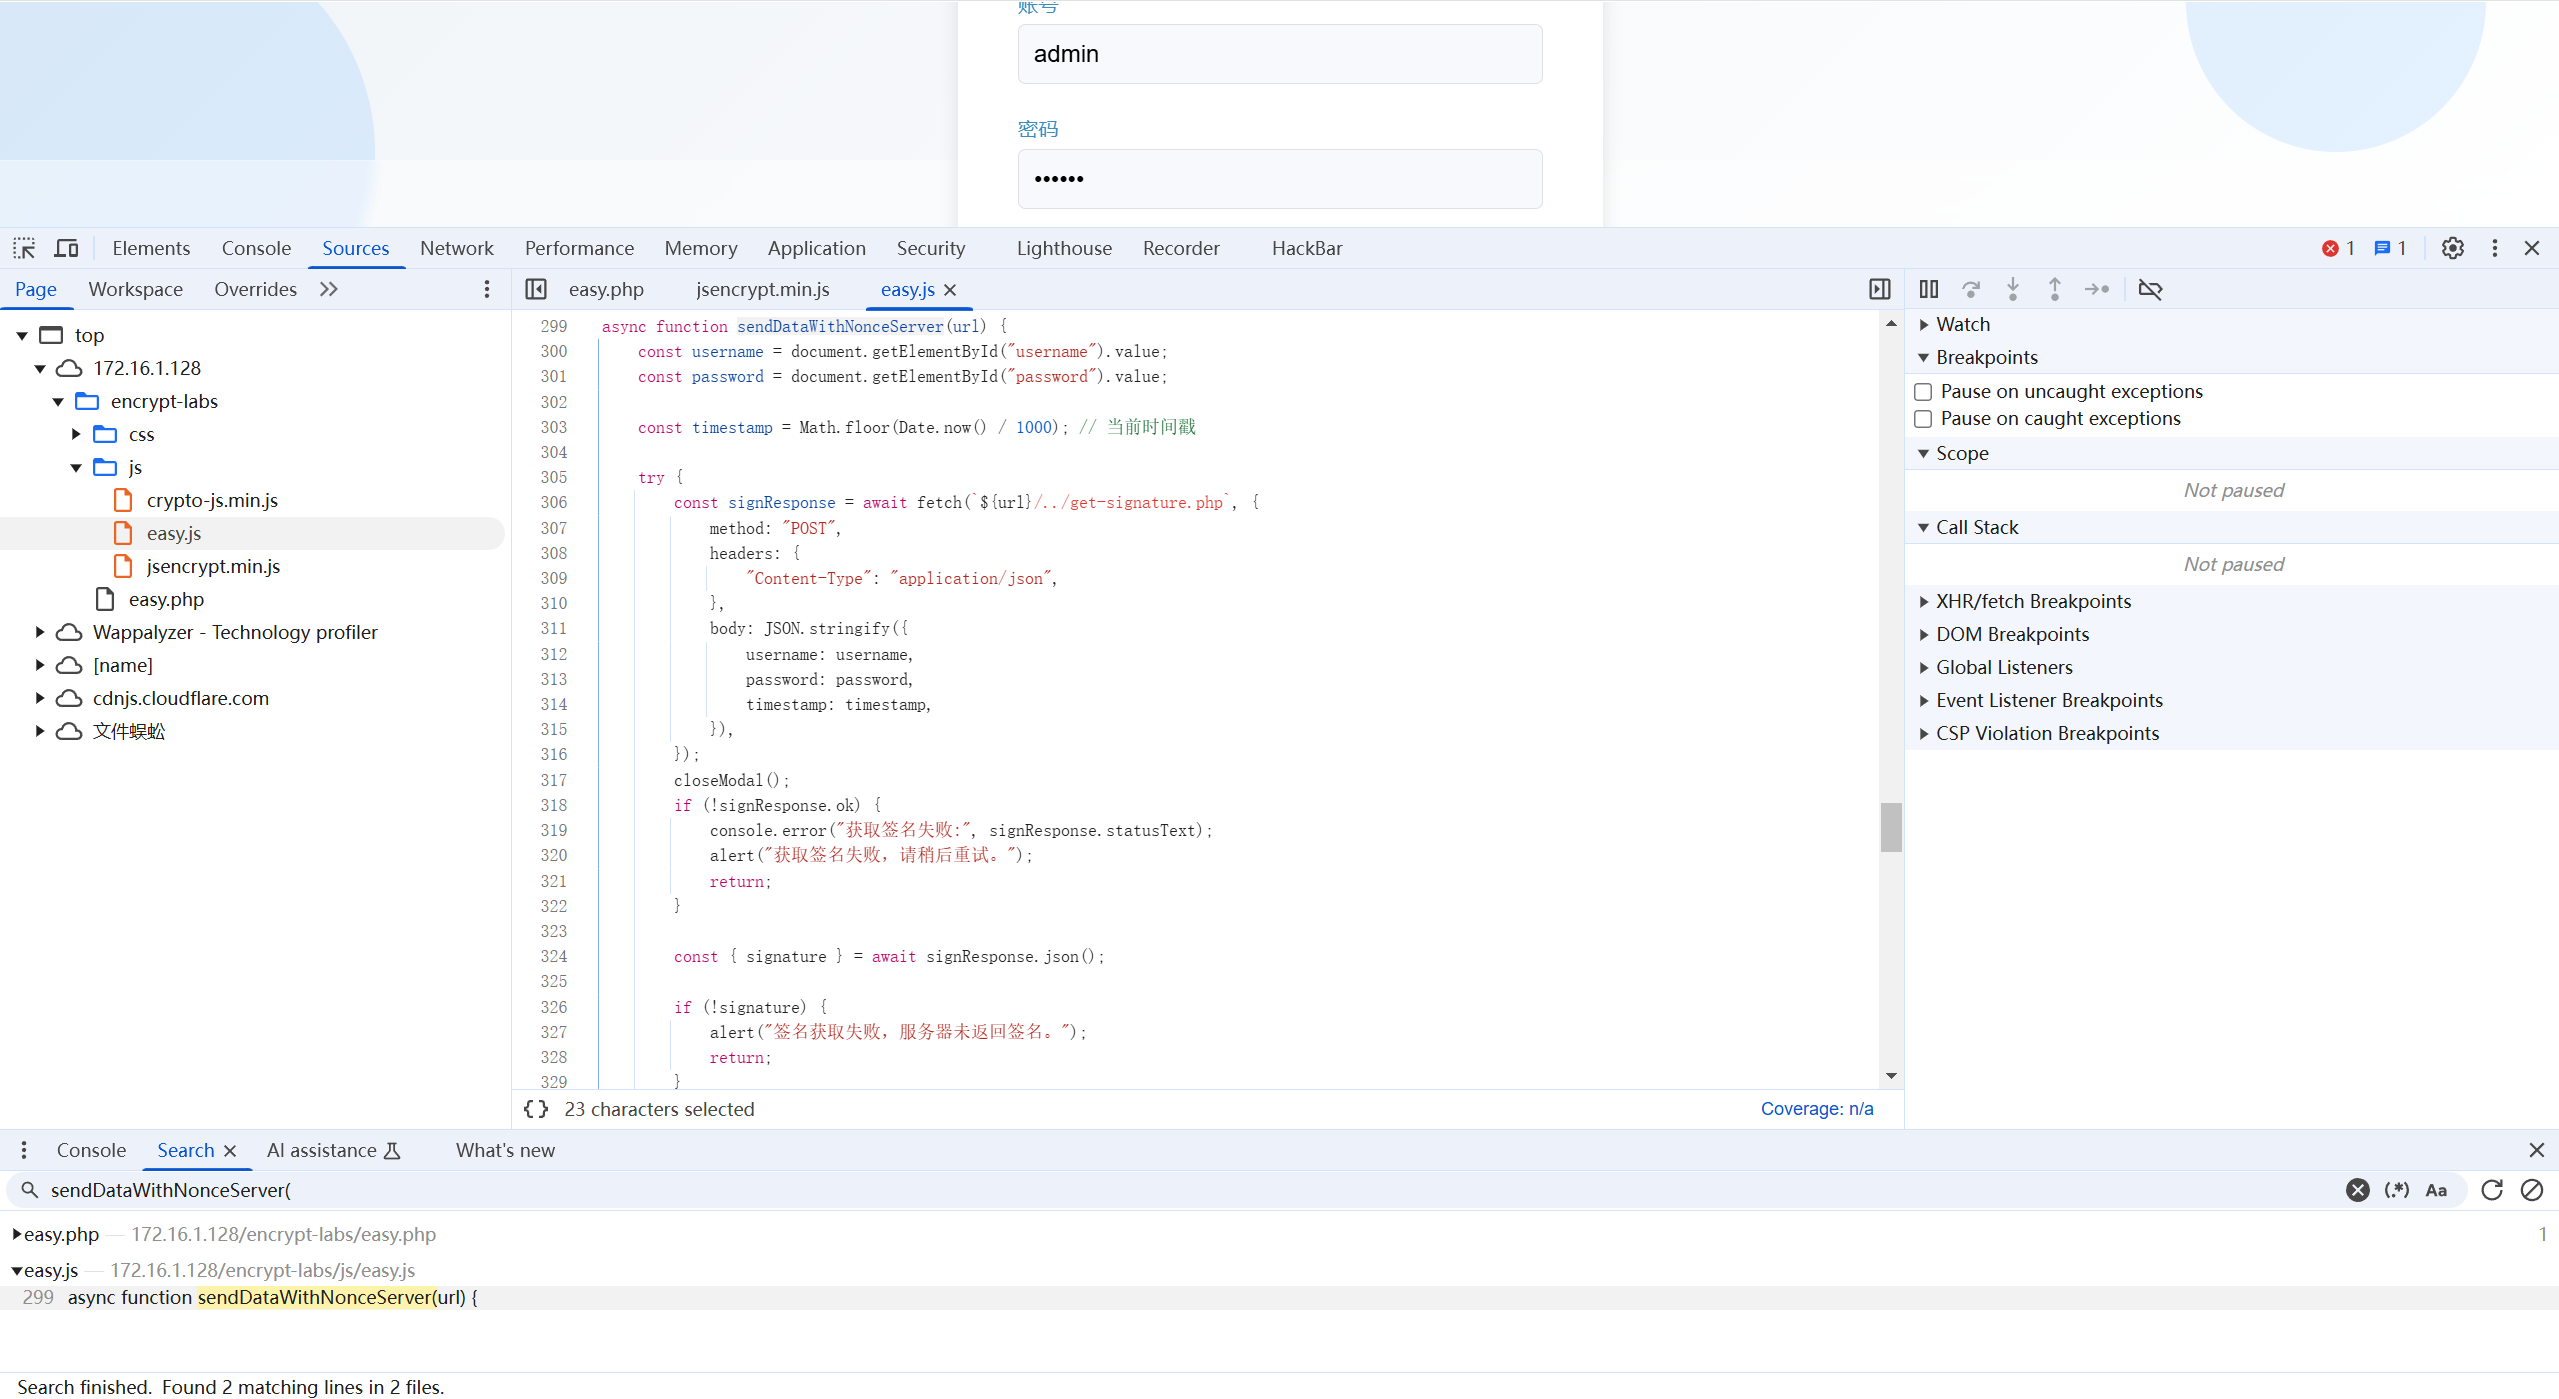 账号
admin
密码
••••••
Elements Console Sources Network Performance Memory Application Security Lighthouse Recorder HackBar 1 1
Page Workspace Overrides
easy.php jsencrypt.min.js easy.js
top
172.16.1.128
encrypt-labs
css
js
crypto-js.min.js
easy.js
jsencrypt.min.js
easy.php
Wappalyzer - Technology profiler
[name]
cdnjs.cloudflare.com
文件蜈蚣
299 async function sendDataWithNonceServer(url) {
300 const username = document.getElementById("username").value;
301 const password = document.getElementById("password").value;
302
303 const timestamp = Math.floor(Date.now() / 1000); // 当前时间戳
304
305 try {
306 const signResponse = await fetch(`${url}/../get-signature.php`, {
307 method: "POST",
308 headers: {
309 "Content-Type": "application/json",
310 },
311 body: JSON.stringify({
312 username: username,
313 password: password,
314 timestamp: timestamp,
315 }),
316 });
317 closeModal();
318 if (!signResponse.ok) {
319 console.error("获取签名失败:", signResponse.statusText);
320 alert("获取签名失败，请稍后重试。");
321 return;
322 }
323
324 const { signature } = await signResponse.json();
325
326 if (!signature) {
327 alert("签名获取失败，服务器未返回签名。");
328 return;
329 }
{} 23 characters selected Coverage: n/a
Watch
Breakpoints
Pause on uncaught exceptions
Pause on caught exceptions
Scope
Not paused
Call Stack
Not paused
XHR/fetch Breakpoints
DOM Breakpoints
Global Listeners
Event Listener Breakpoints
CSP Violation Breakpoints
Console Search AI assistance What's new
sendDataWithNonceServer( (.*) Aa
easy.php — 172.16.1.128/encrypt-labs/easy.php 1
easy.js — 172.16.1.128/encrypt-labs/js/easy.js
299 async function sendDataWithNonceServer(url) {
Search finished. Found 2 matching lines in 2 files.